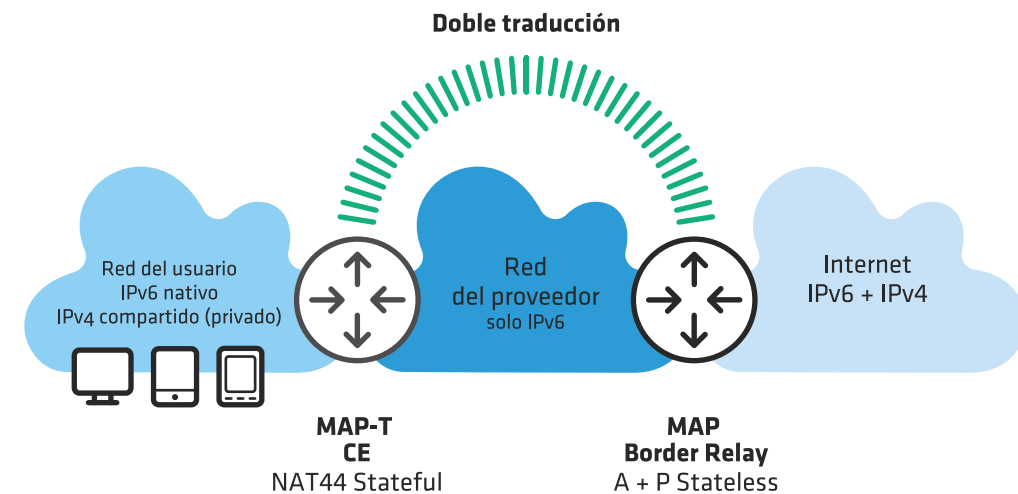 Doble traducción
Red del usuario
IPv6 nativo
IPv4 compartido (privado)
Red
del proveedor
solo IPv6
Internet
IPv6 + IPv4
MAP-T
CE
NAT44 Stateful
MAP
Border Relay
A + P Stateless